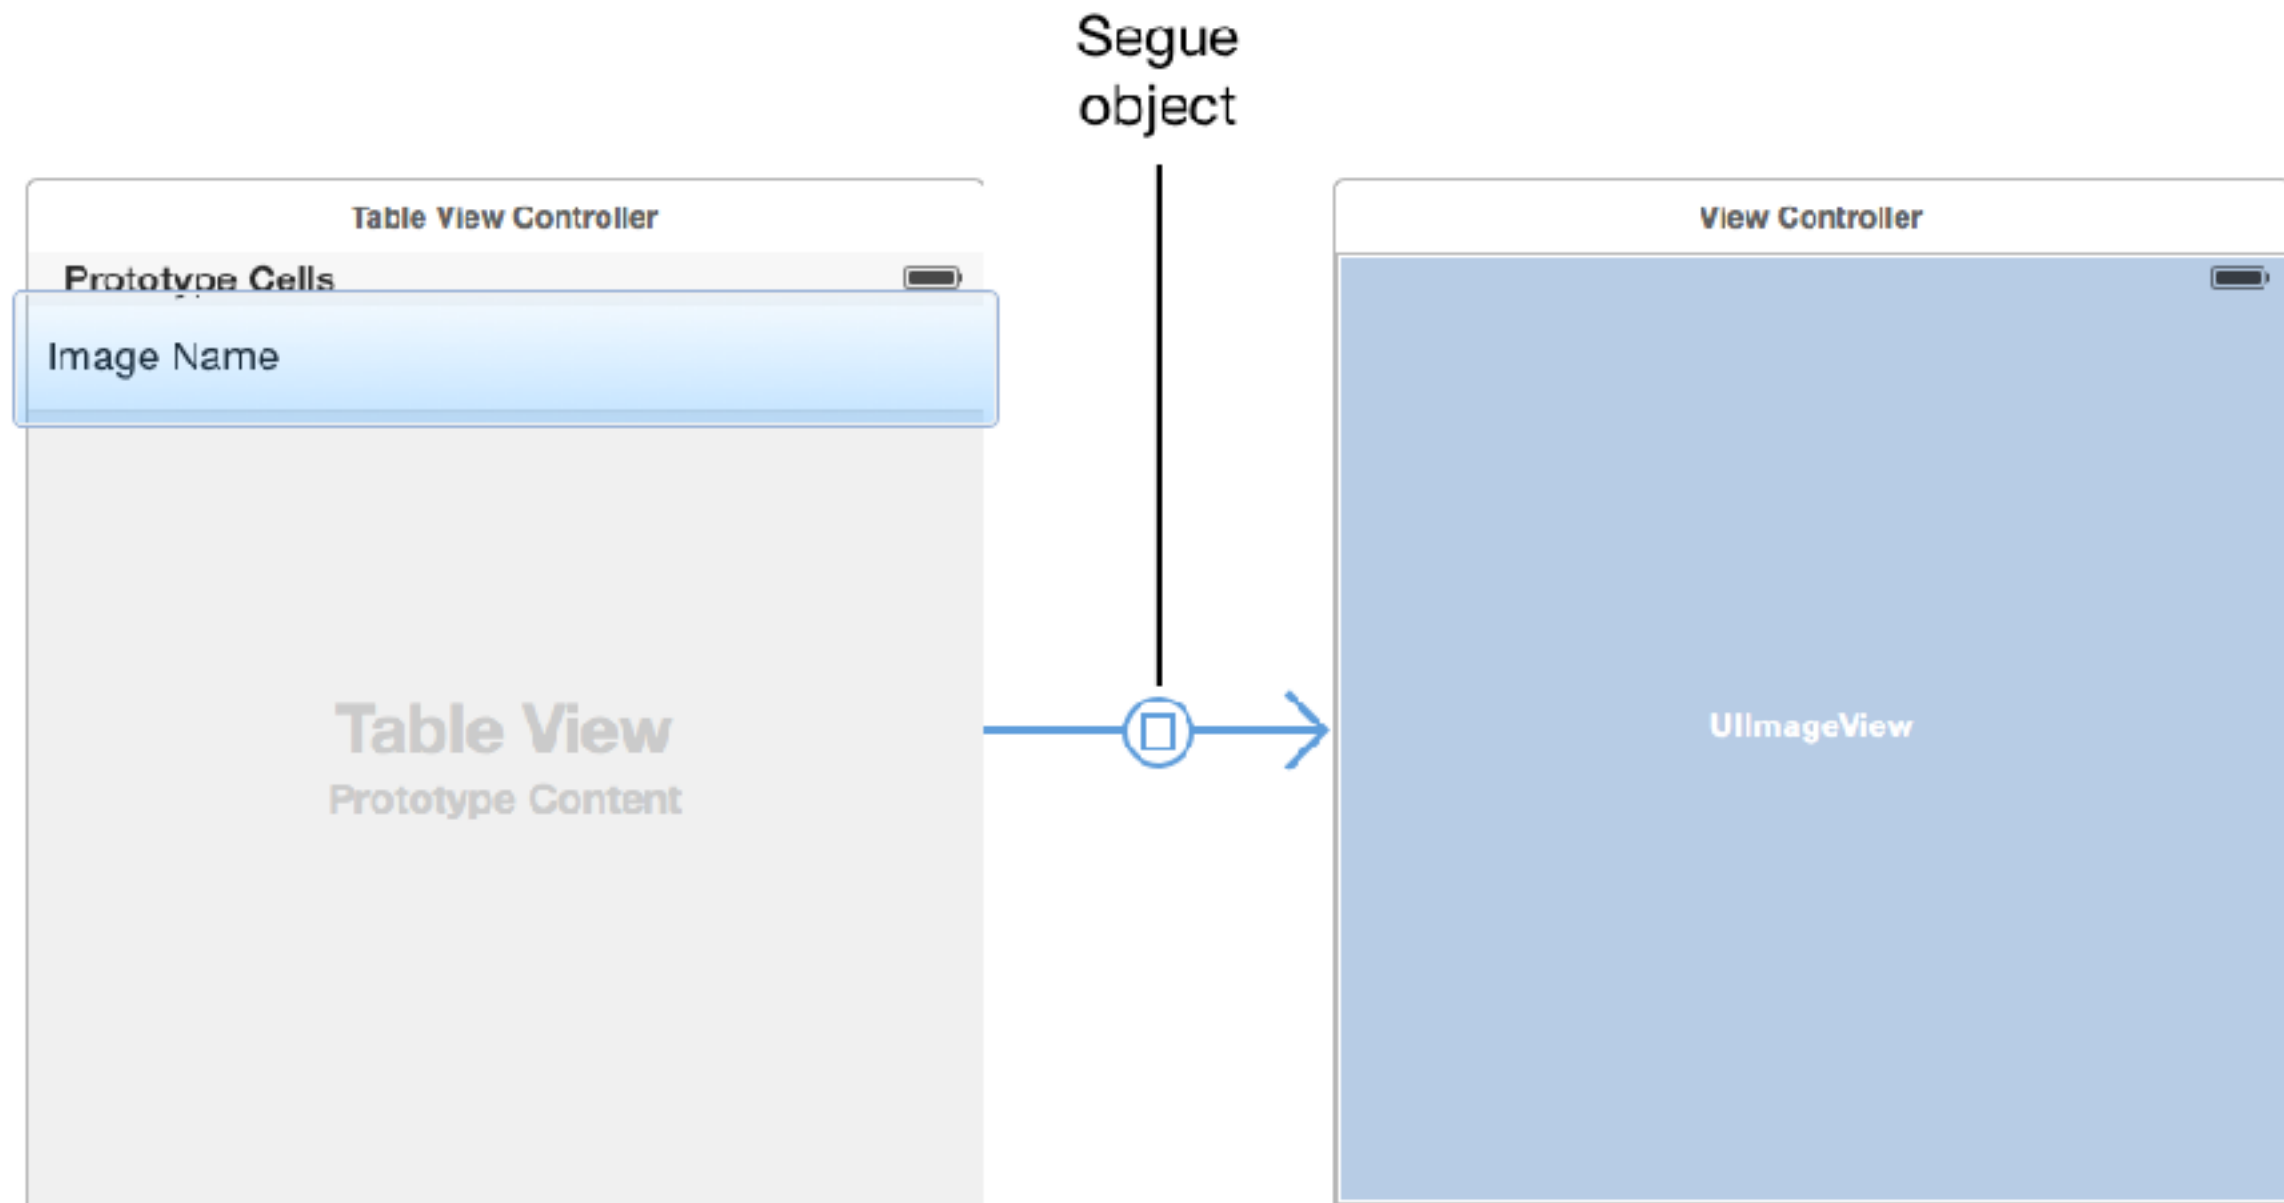 Segue
object
Table View Controller
Prototype Cells
Image Name
Table View
Prototype Content
View Controller
UIImageView